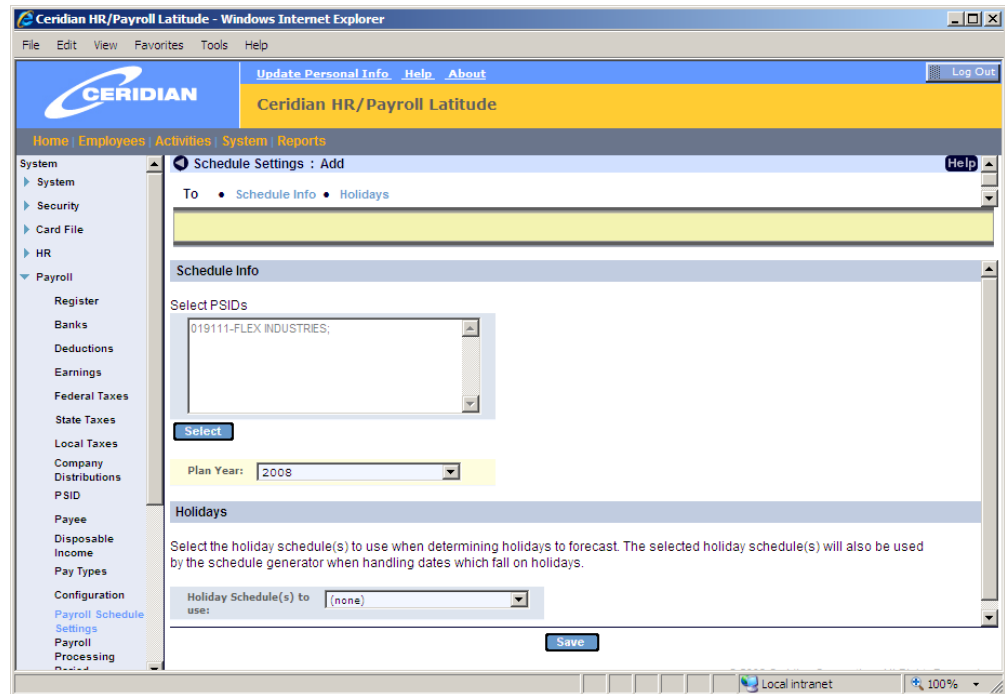 Ceridian HR/Payroll Latitude - Windows Internet Explorer
File Edit View Favorites Tools Help
CERIDIAN
Update Personal Info Help About
Log Out
Ceridian HR/Payroll Latitude
Home | Employees | Activities | System | Reports
System
System
Security
Card File
HR
Payroll
Register
Banks
Deductions
Earnings
Federal Taxes
State Taxes
Local Taxes
Company
Distributions
PSID
Payee
Disposable
Income
Pay Types
Configuration
Payroll Schedule
Settings
Payroll
Processing
Schedule Settings : Add
Help
To • Schedule Info • Holidays
Schedule Info
Select PSIDs
019111-FLEX INDUSTRIES;
Select
Plan Year: 2008
Holidays
Select the holiday schedule(s) to use when determining holidays to forecast. The selected holiday schedule(s) will also be used
by the schedule generator when handling dates which fall on holidays.
Holiday Schedule(s) to
use:
(none)
Save
Local intranet
100%